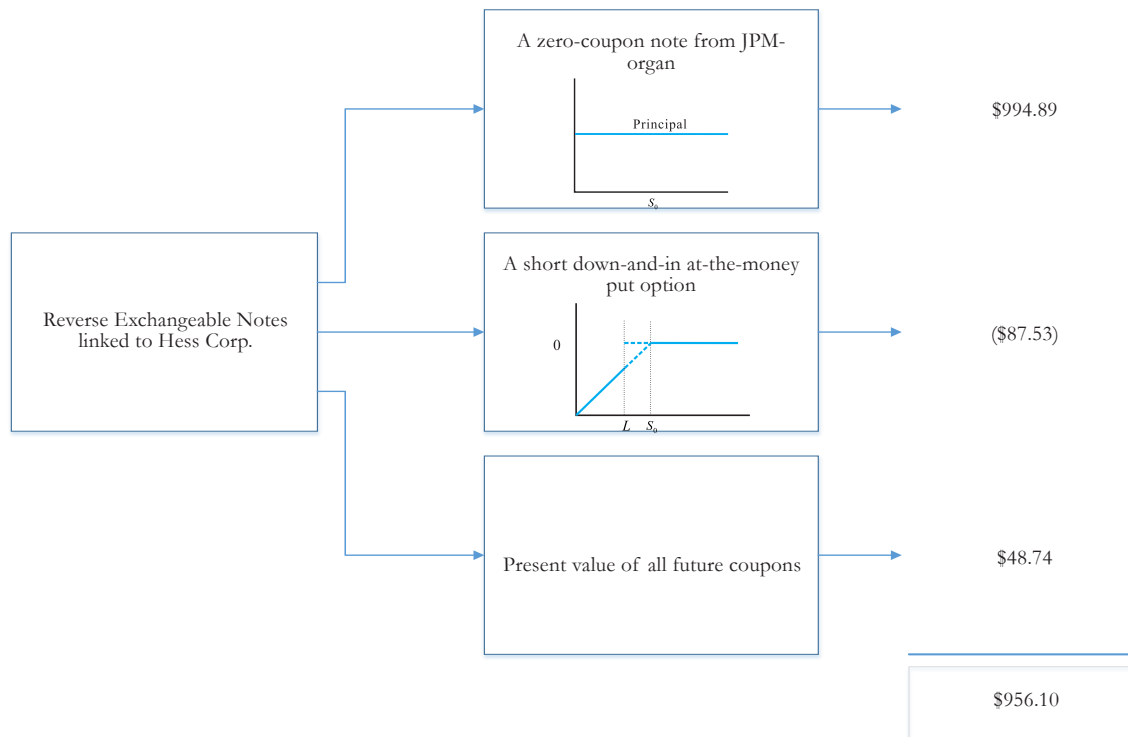 A zero-coupon note from JPM-
organ
Principal
S₀
$994.89
Reverse Exchangeable Notes
linked to Hess Corp.
A short down-and-in at-the-money
put option
0
L S₀
($87.53)
Present value of all future coupons
$48.74
$956.10